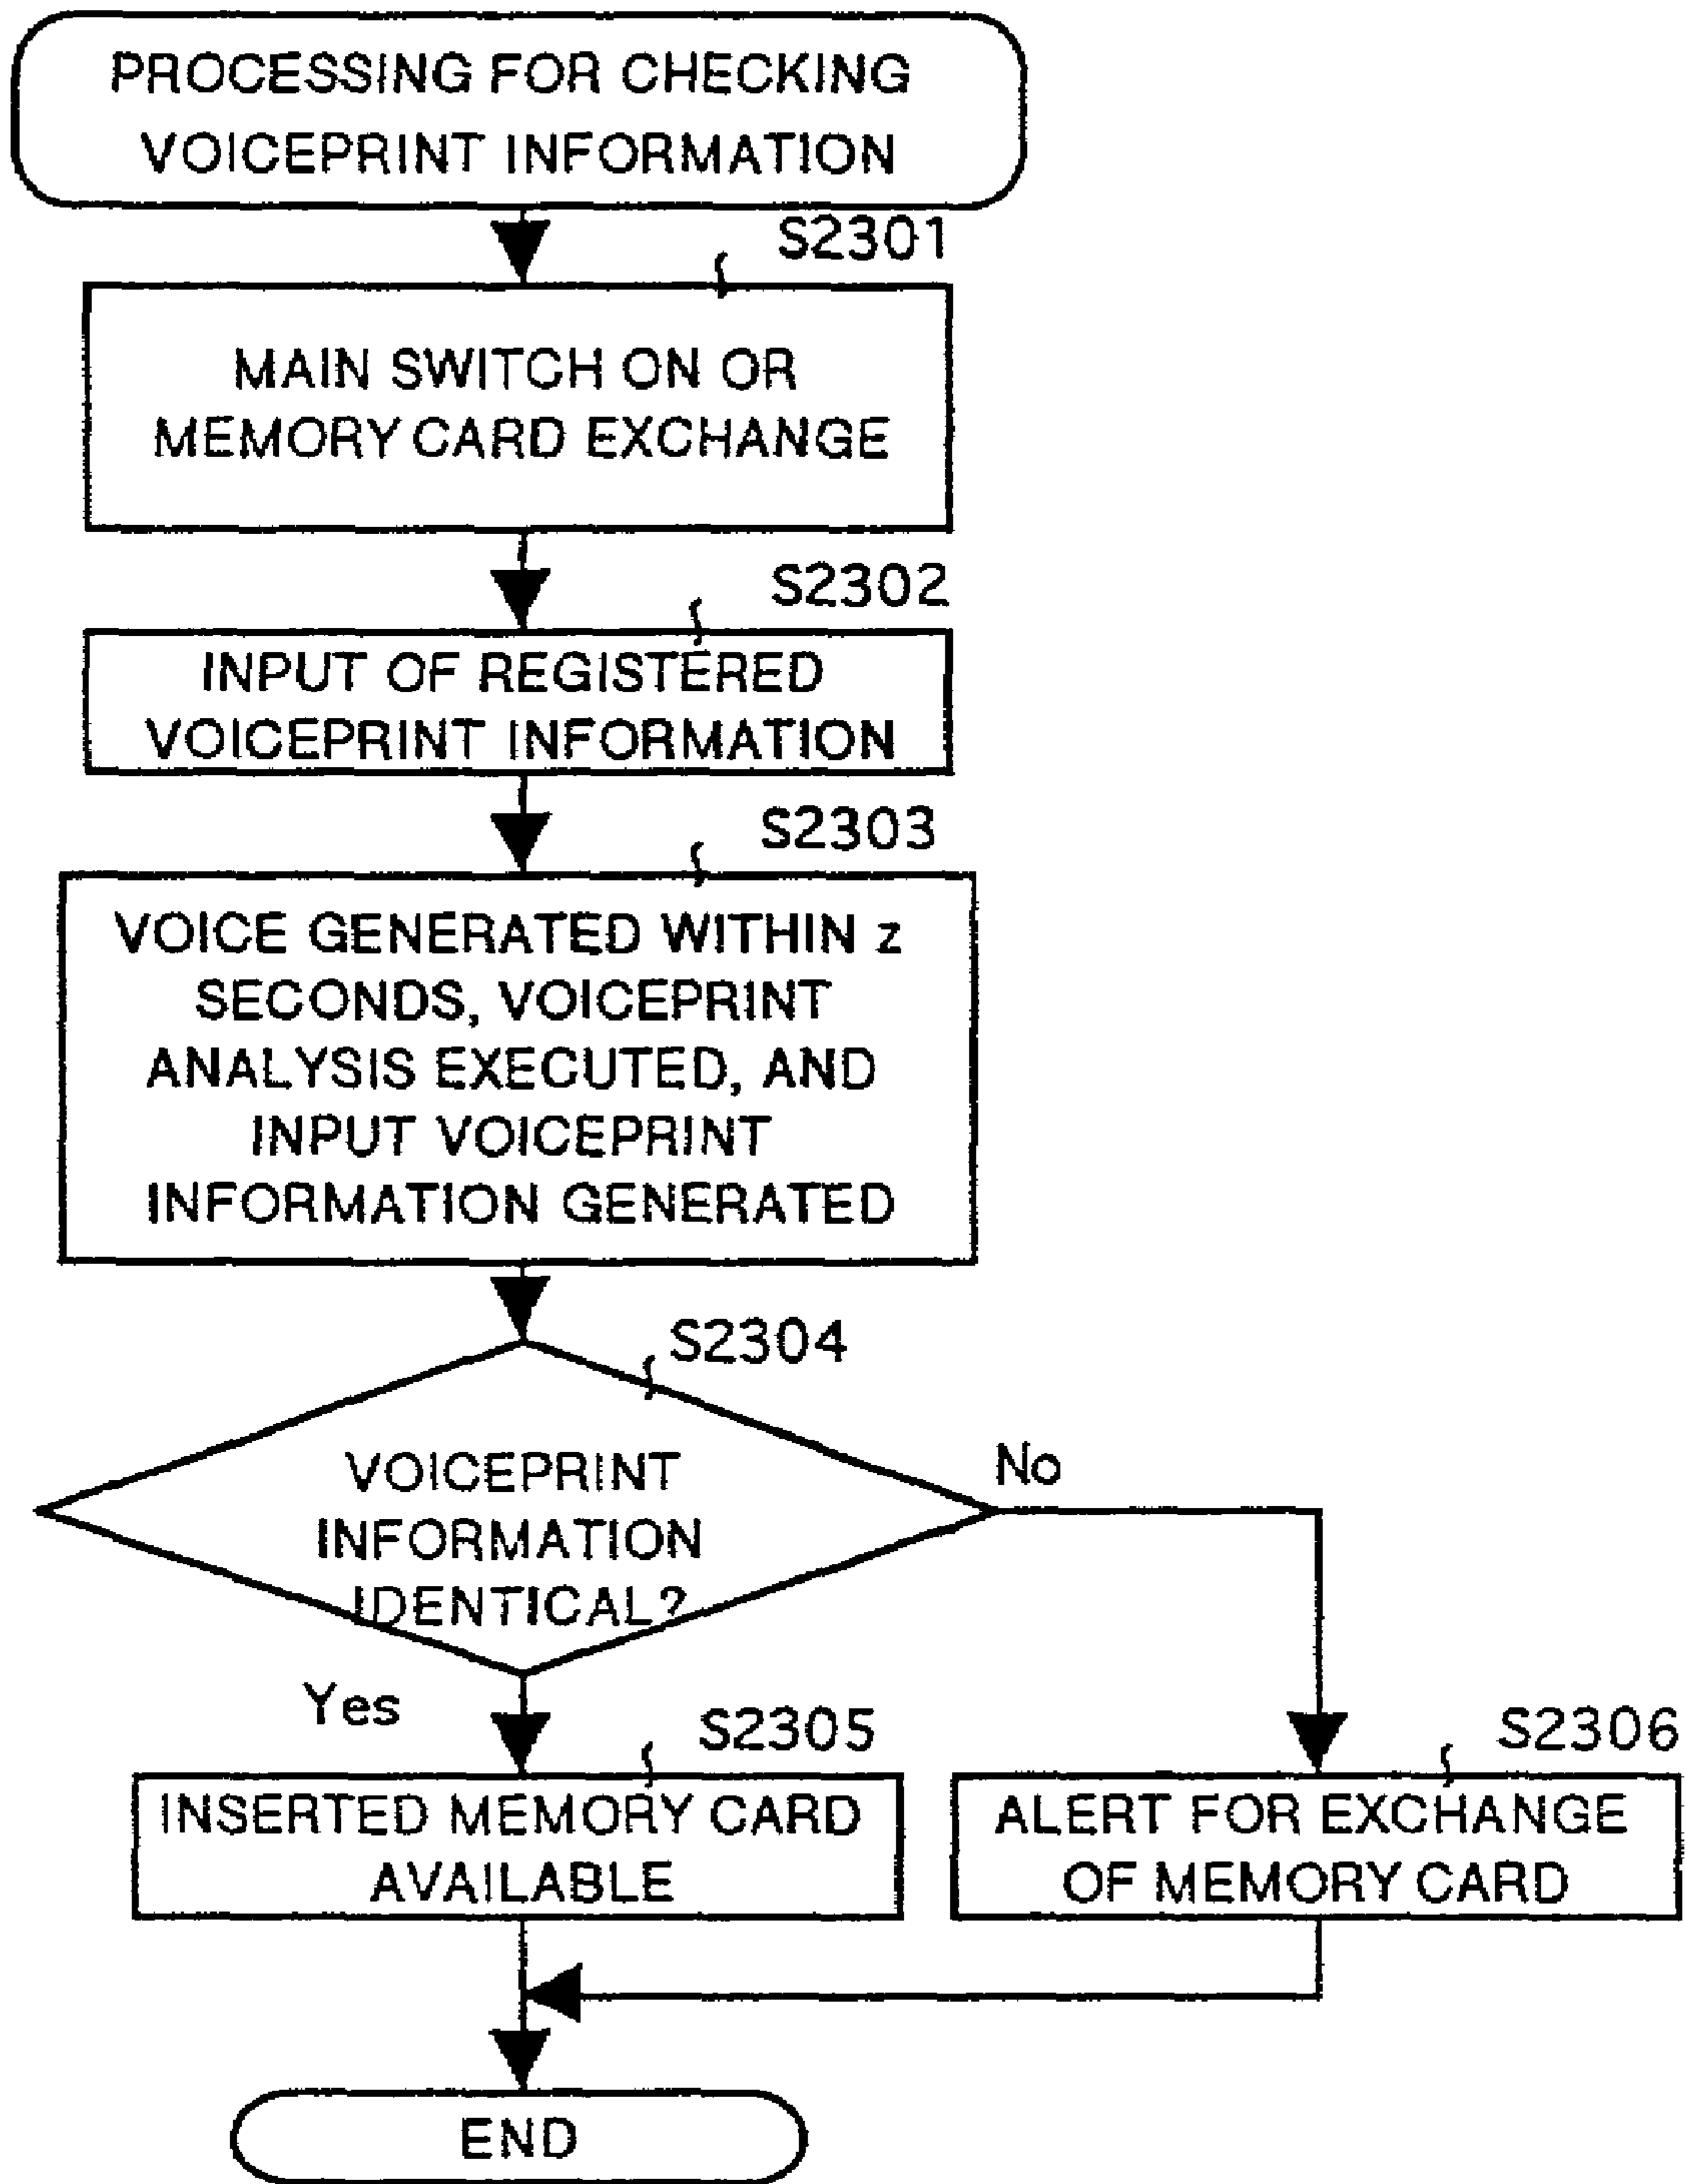 PROCESSING FOR CHECKING
VOICEPRINT INFORMATION
S2301
MAIN SWITCH ON OR
MEMORY CARD EXCHANGE
S2302
INPUT OF REGISTERED
VOICEPRINT INFORMATION
S2303
VOICE GENERATED WITHIN z
SECONDS, VOICEPRINT
ANALYSIS EXECUTED, AND
INPUT VOICEPRINT
INFORMATION GENERATED
S2304
VOICEPRINT
INFORMATION
IDENTICAL?
No
Yes
S2305
INSERTED MEMORY CARD
AVAILABLE
S2306
ALERT FOR EXCHANGE
OF MEMORY CARD
END